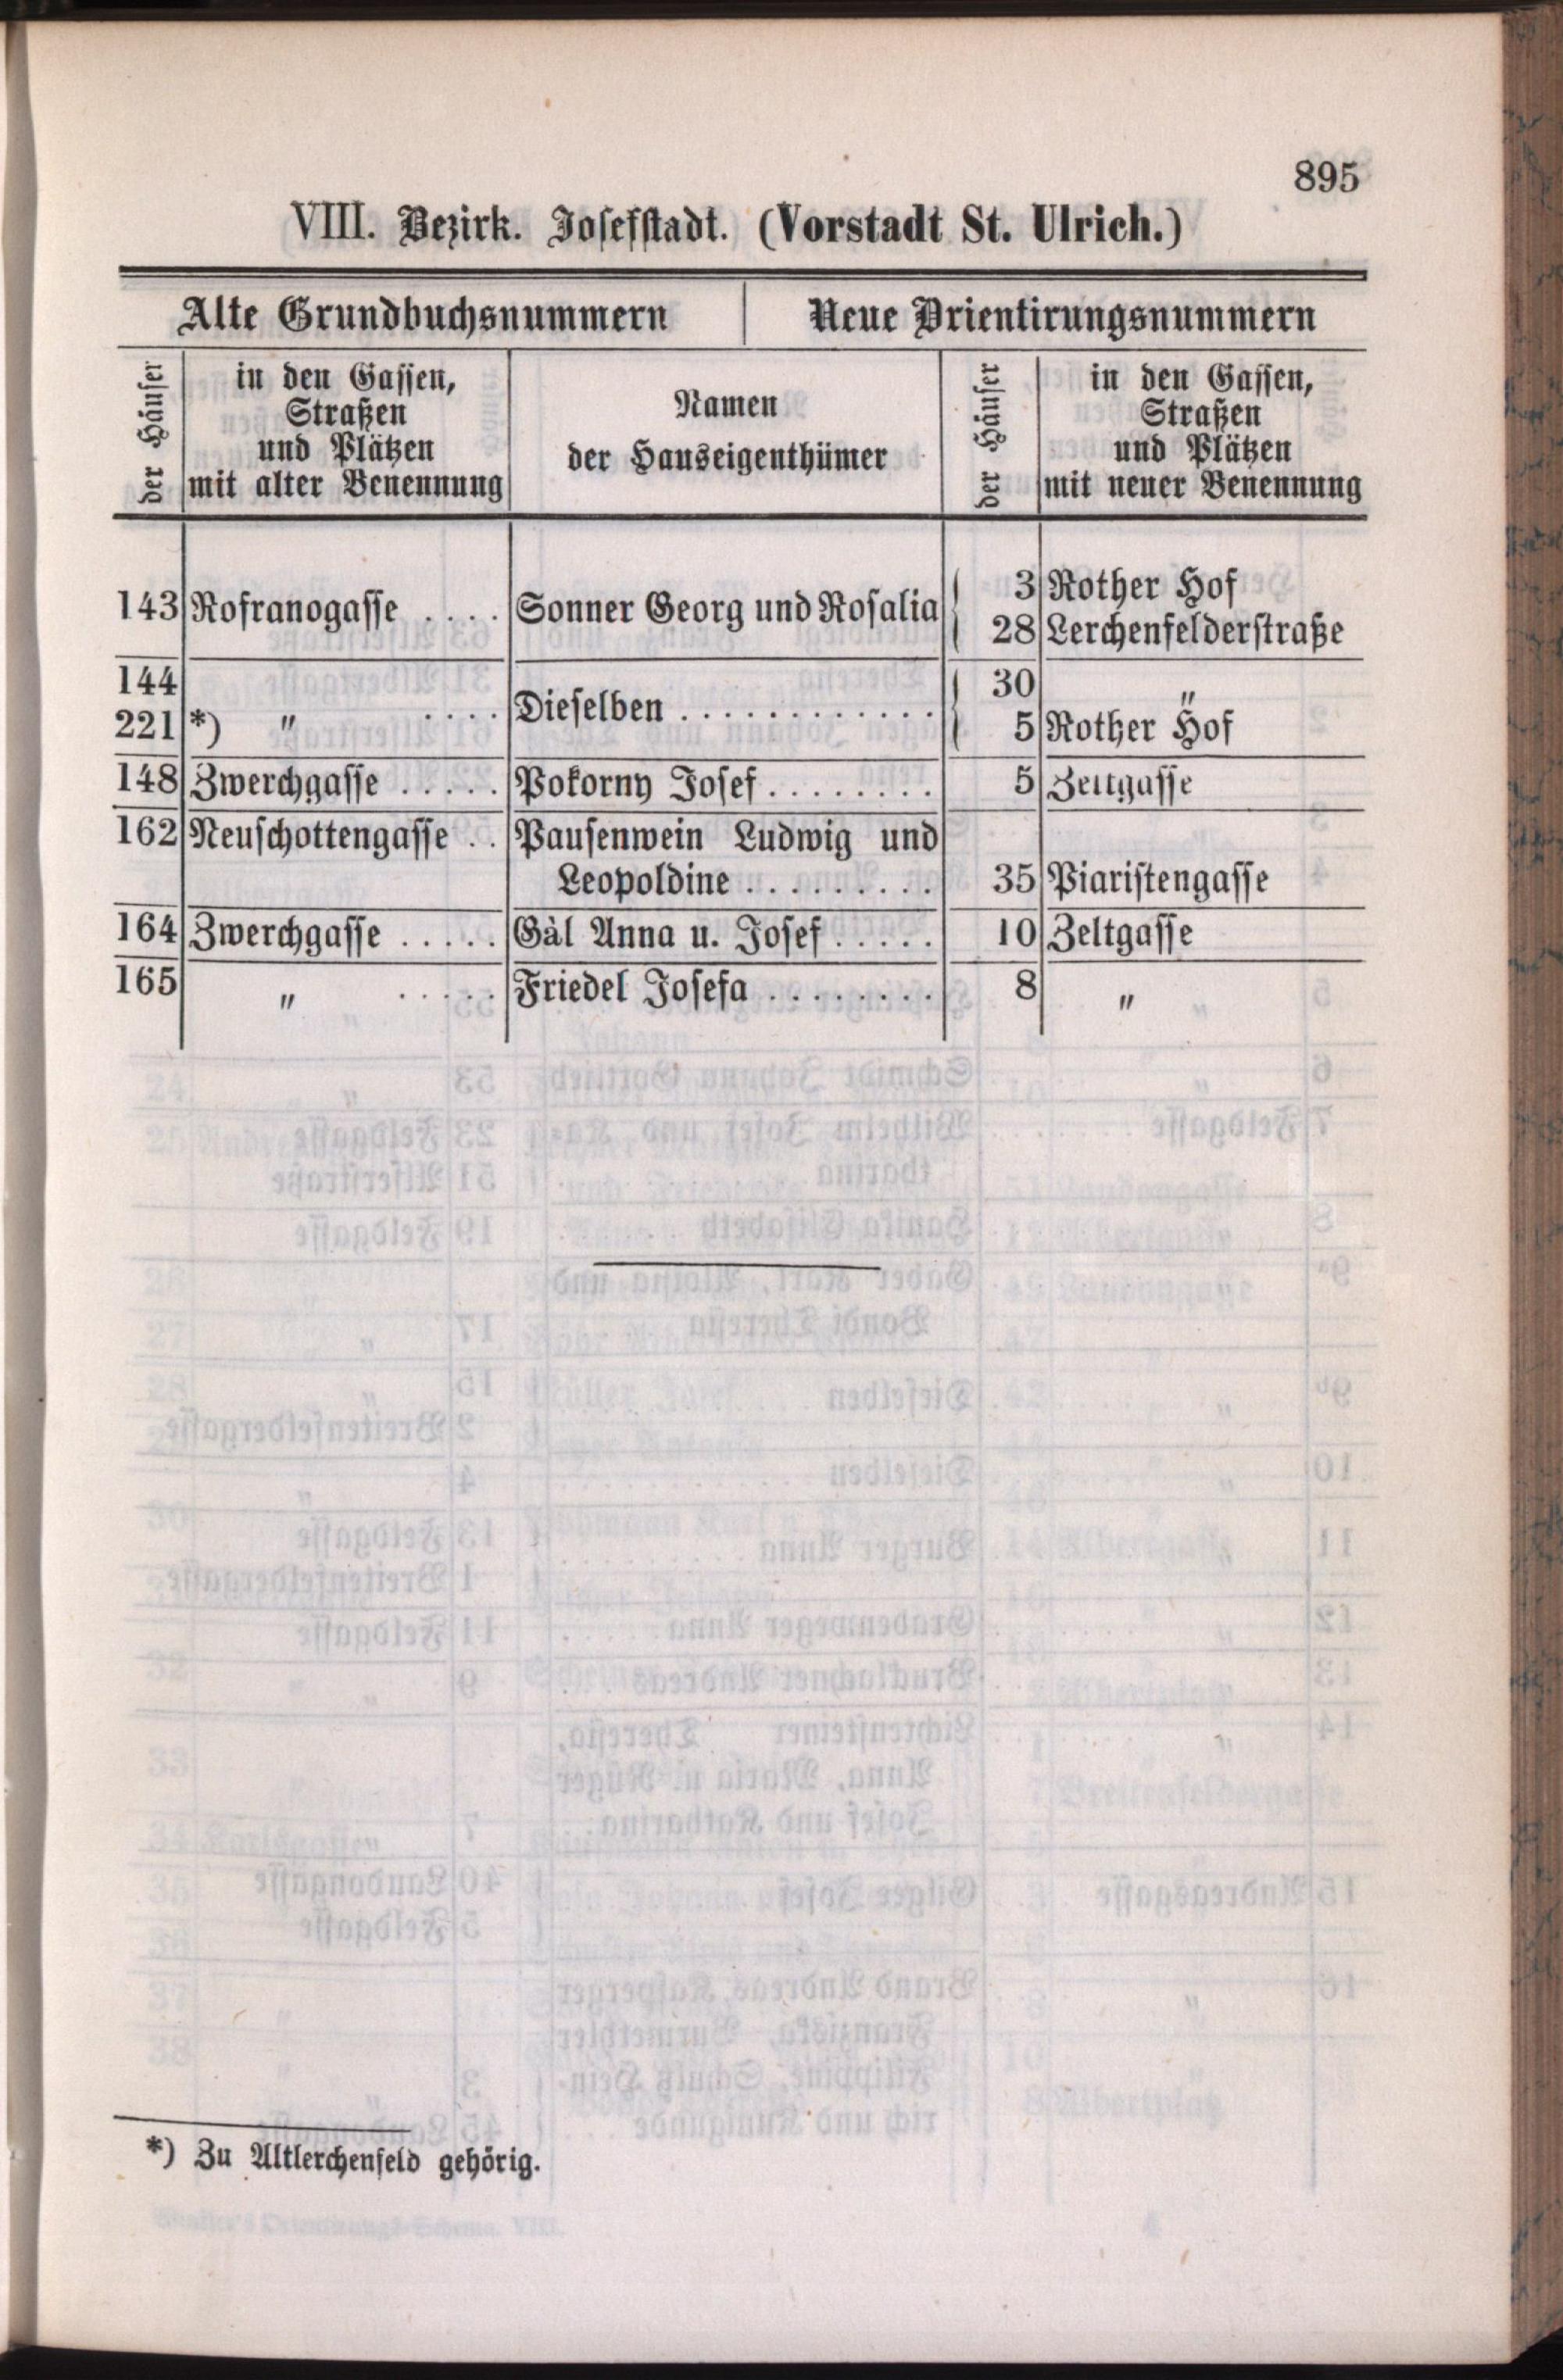 895
VIII. Bezirk. Josefstadt. (Vorstadt St. Ulrich.)
Alte Grundbuchsnummern Neue Orientirungsnummern
der Häuser
in den Gassen,
Straßen
und Plätzen
mit alter Benennung
Namen
der Hauseigenthümer
der Häuser
in den Gassen,
Straßen
und Plätzen
mit neuer Benennung
143 Rofranogasse .... Sonner Georg und Rosalia { 3 Rother Hof
28 Lerchenfelderstraße
144
221 *) " .... Dieselben ............ { 30 "
5 Rother Hof
148 Zwerchgasse ..... Pokorny Josef ........ 5 Zeltgasse
162 Neuschottengasse .. Pausenwein Ludwig und
Leopoldine ......... 35 Piaristengasse
164 Zwerchgasse ..... Gàl Anna u. Josef ..... 10 Zeltgasse
165 " ..... Friedel Josefa ........ 8 "
*) Zu Altlerchenfeld gehörig.